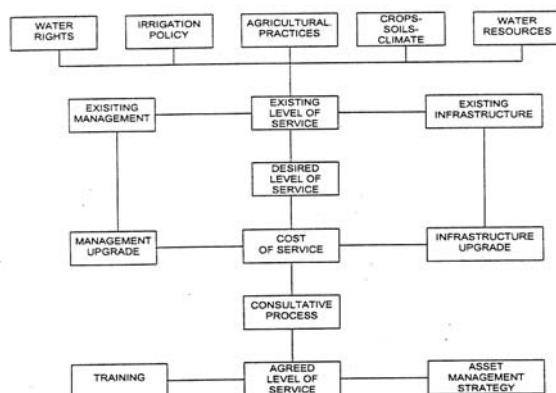 WATER
RIGHTS
IRRIGATION
POLICY
AGRICULTURAL.
PRACTICES
CROPS-
SOILS-
CLIMATE
WATER
RESOURCES
EXISITING
MANAGEMENT
EXISTING
LEVEL OF
SERVICE
EXISTING
INFRASTRUCTURE
DESIRED
LEVEL OF
SERVICE
MANAGEMENT
UPGRADE
COST
OF SERVICE
INFRASTRUCTURE
UPGRADE
CONSULTATIVE
PROCESS
TRAINING
AGREED
LEVEL OF
SERVICE
ASSET
MANAGEMENT
STRATEGY